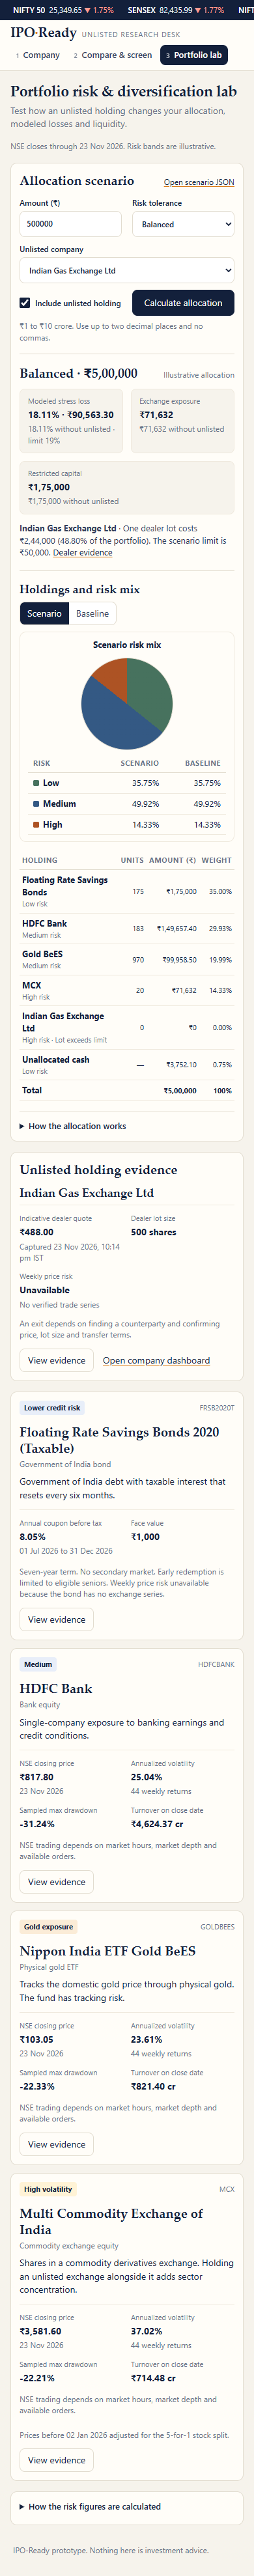 NIFTY 50 25,349.65 ▼ 1.75% SENSEX 82,435.99 ▼ 1.77% NIFT
IPO·Ready UNLISTED RESEARCH DESK
1 Company 2 Compare & screen 3 Portfolio lab
Portfolio risk & diversification lab
Test how an unlisted holding changes your allocation,
modeled losses and liquidity.
NSE closes through 23 Nov 2026. Risk bands are illustrative.
Allocation scenario Open scenario JSON
Amount (₹) Risk tolerance
500000 Balanced
Unlisted company
Indian Gas Exchange Ltd
Include unlisted holding Calculate allocation
₹1 to ₹10 crore. Use up to two decimal places and no
commas.
Balanced · ₹5,00,000 Illustrative allocation
Modeled stress loss Exchange exposure
18.11% · ₹90,563.30 ₹71,632
18.11% without unlisted · ₹71,632 without unlisted
limit 19%
Restricted capital
₹1,75,000
₹1,75,000 without unlisted
Indian Gas Exchange Ltd · One dealer lot costs
₹2,44,000 (48.80% of the portfolio). The scenario limit is
₹50,000. Dealer evidence
Holdings and risk mix
Scenario Baseline
Scenario risk mix
RISK SCENARIO BASELINE
Low 35.75% 35.75%
Medium 49.92% 49.92%
High 14.33% 14.33%
HOLDING UNITS AMOUNT (₹) WEIGHT
Floating Rate Savings
Bonds 175 ₹1,75,000 35.00%
Low risk
HDFC Bank 183 ₹1,49,657.40 29.93%
Medium risk
Gold BeES 970 ₹99,958.50 19.99%
Medium risk
MCX 20 ₹71,632 14.33%
High risk
Indian Gas Exchange
Ltd 0 ₹0 0.00%
High risk · Lot exceeds limit
Unallocated cash — ₹3,752.10 0.75%
Low risk
Total ₹5,00,000 100%
▶ How the allocation works
Unlisted holding evidence
Indian Gas Exchange Ltd
Indicative dealer quote Dealer lot size
₹488.00 500 shares
Captured 23 Nov 2026, 10:14
pm IST
Weekly price risk
Unavailable
No verified trade series
An exit depends on finding a counterparty and confirming
price, lot size and transfer terms.
View evidence Open company dashboard
Lower credit risk FRSB2020T
Floating Rate Savings Bonds 2020
(Taxable)
Government of India bond
Government of India debt with taxable interest that
resets every six months.
Annual coupon before tax Face value
8.05% ₹1,000
01 Jul 2026 to 31 Dec 2026
Seven-year term. No secondary market. Early redemption is
limited to eligible seniors. Weekly price risk unavailable
because the bond has no exchange series.
View evidence
Medium HDFCBANK
HDFC Bank
Bank equity
Single-company exposure to banking earnings and
credit conditions.
NSE closing price Annualized volatility
₹817.80 25.04%
23 Nov 2026 44 weekly returns
Sampled max drawdown Turnover on close date
-31.24% ₹4,624.37 cr
NSE trading depends on market hours, market depth and
available orders.
View evidence
Gold exposure GOLDBEES
Nippon India ETF Gold BeES
Physical gold ETF
Tracks the domestic gold price through physical gold.
The fund has tracking risk.
NSE closing price Annualized volatility
₹103.05 23.61%
23 Nov 2026 44 weekly returns
Sampled max drawdown Turnover on close date
-22.33% ₹821.40 cr
NSE trading depends on market hours, market depth and
available orders.
View evidence
High volatility MCX
Multi Commodity Exchange of
India
Commodity exchange equity
Shares in a commodity derivatives exchange. Holding
an unlisted exchange alongside it adds sector
concentration.
NSE closing price Annualized volatility
₹3,581.60 37.02%
23 Nov 2026 44 weekly returns
Sampled max drawdown Turnover on close date
-22.21% ₹714.48 cr
NSE trading depends on market hours, market depth and
available orders.
Prices before 02 Jan 2026 adjusted for the 5-for-1 stock split.
View evidence
▶ How the risk figures are calculated
IPO-Ready prototype. Nothing here is investment advice.